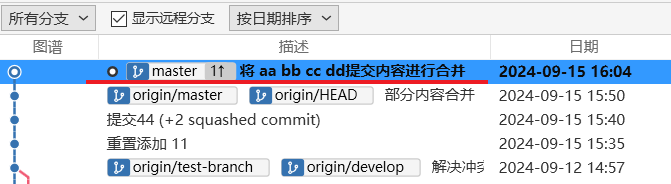 所有分支 显示远程分支 按日期排序
图谱 描述 日期
master 1↑ 将 aa bb cc dd提交内容进行合并 2024-09-15 16:04
origin/master origin/HEAD 部分内容合并 2024-09-15 15:50
提交44 (+2 squashed commit) 2024-09-15 15:40
重置添加 11 2024-09-15 15:35
origin/test-branch origin/develop 解决冲突 2024-09-12 14:57